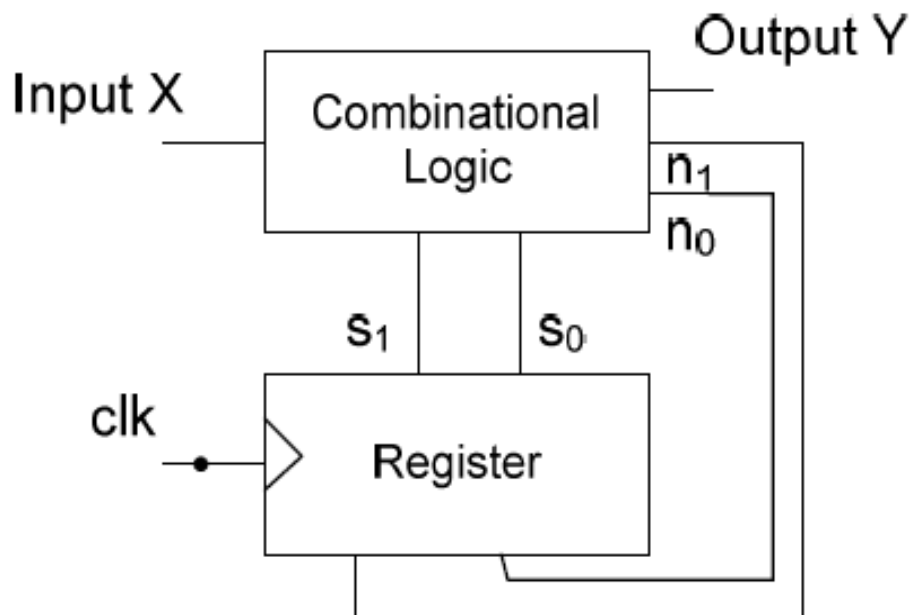 Output Y
Input X
Combinational
Logic
n₁
n₀
s₁
s₀
clk
Register